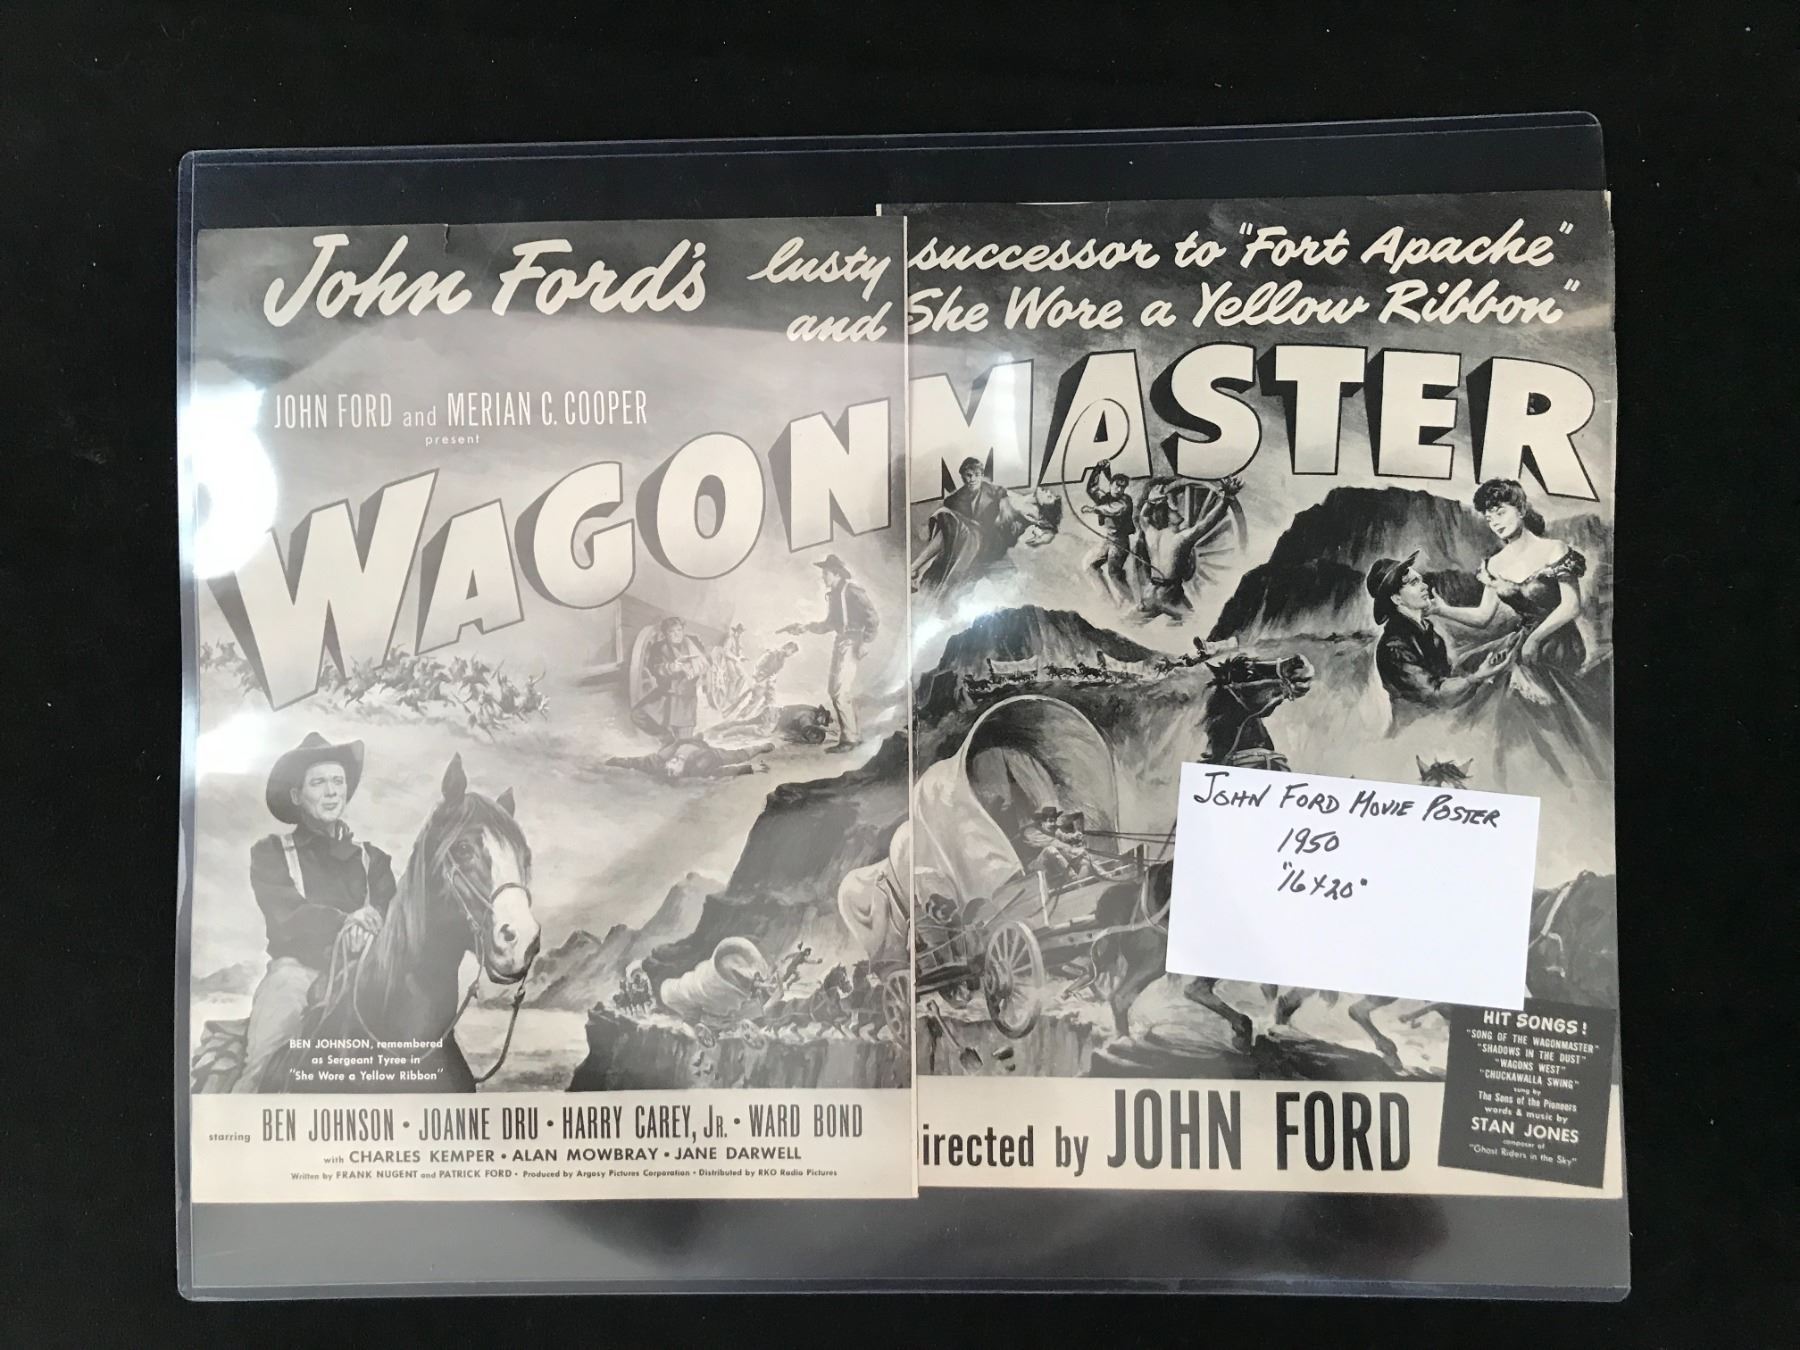 John Ford's lusty successor to "Fort Apache"
and She Wore a Yellow Ribbon"
JOHN FORD and MERIAN C. COOPER
present
WAGONMASTER
BEN JOHNSON, remembered
as Sergeant Tyree in
"She Wore a Yellow Ribbon"
starring BEN JOHNSON • JOANNE DRU • HARRY CAREY, JR. • WARD BOND
with CHARLES KEMPER • ALAN MOWBRAY • JANE DARWELL
Written by FRANK NUGENT and PATRICK FORD • Produced by Argosy Pictures Corporation • Distributed by RKO Radio Pictures
irected by JOHN FORD
JOHN FORD MOVIE POSTER
1950
"16x20"
HIT SONGS!
"SONG OF THE WAGONMASTER"
"SHADOWS IN THE DUST"
"WAGONS WEST"
"CHUCKAWALLA SWING"
sung by
The Sons of the Pioneers
words & music by
STAN JONES
composer of
"Ghost Riders in the Sky"